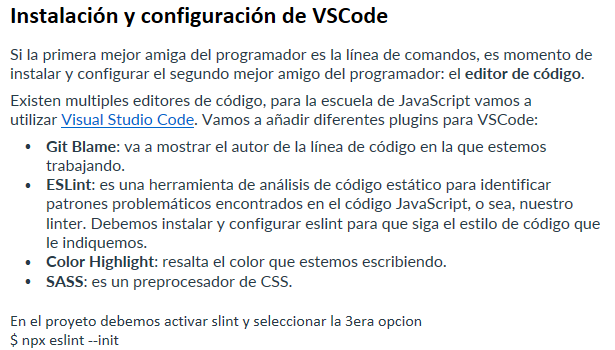 Instalación y configuración de VSCode
Si la primera mejor amiga del programador es la línea de comandos, es momento de
instalar y configurar el segundo mejor amigo del programador: el editor de código.
Existen multiples editores de código, para la escuela de JavaScript vamos a
utilizar Visual Studio Code. Vamos a añadir diferentes plugins para VSCode:
• Git Blame: va a mostrar el autor de la línea de código en la que estemos
trabajando.
• ESLint: es una herramienta de análisis de código estático para identificar
patrones problemáticos encontrados en el código JavaScript, o sea, nuestro
linter. Debemos instalar y configurar eslint para que siga el estilo de código que
le indiquemos.
• Color Highlight: resalta el color que estemos escribiendo.
• SASS: es un preprocesador de CSS.
En el proyeto debemos activar slint y seleccionar la 3era opcion
$ npx eslint --init